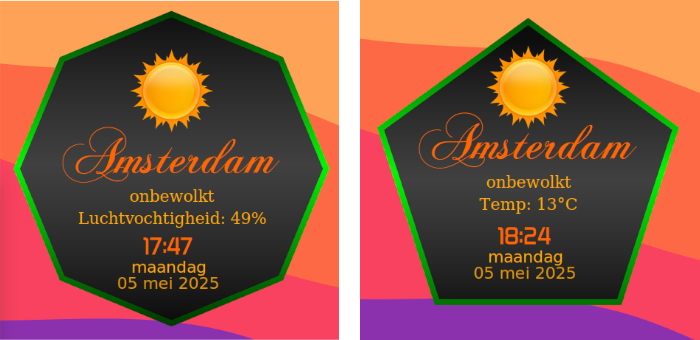 Amsterdam
onbewolkt
Luchtvochtigheid: 49%
17:47
maandag
05 mei 2025
Amsterdam
onbewolkt
Temp: 13°C
18:24
maandag
05 mei 2025